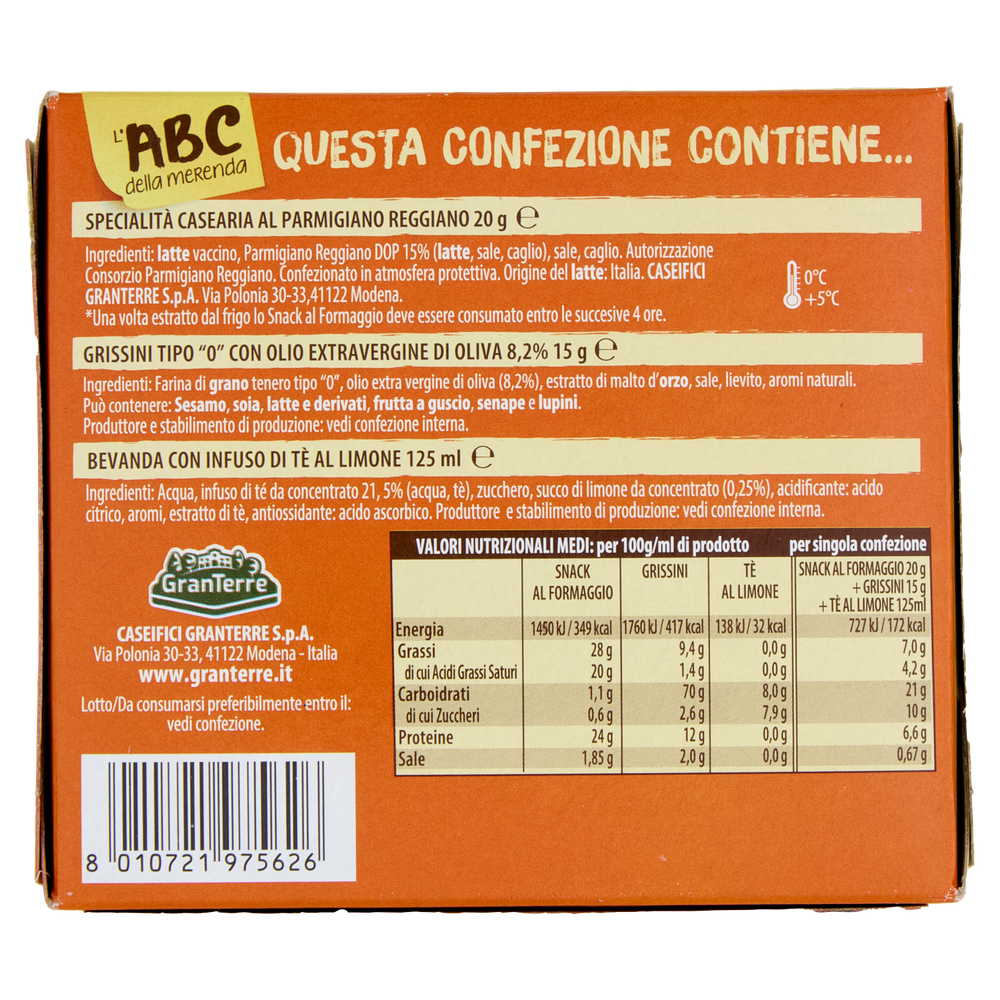 L'ABC
della merenda
QUESTA CONFEZIONE CONTIENE...
SPECIALITÀ CASEARIA AL PARMIGIANO REGGIANO 20 g ℮
Ingredienti: latte vaccino, Parmigiano Reggiano DOP 15% (latte, sale, caglio), sale, caglio. Autorizzazione
Consorzio Parmigiano Reggiano. Confezionato in atmosfera protettiva. Origine del latte: Italia. CASEIFICI
GRANTERRE S.p.A. Via Polonia 30-33,41122 Modena.
*Una volta estratto dal frigo lo Snack al Formaggio deve essere consumato entro le succesive 4 ore.
0°C
+5°C
GRISSINI TIPO “0” CON OLIO EXTRAVERGINE DI OLIVA 8,2% 15 g ℮
Ingredienti: Farina di grano tenero tipo “0”, olio extra vergine di oliva (8,2%), estratto di malto d’orzo, sale, lievito, aromi naturali.
Può contenere: Sesamo, soia, latte e derivati, frutta a guscio, senape e lupini.
Produttore e stabilimento di produzione: vedi confezione interna.
BEVANDA CON INFUSO DI TÈ AL LIMONE 125 ml ℮
Ingredienti: Acqua, infuso di té da concentrato 21, 5% (acqua, tè), zucchero, succo di limone da concentrato (0,25%), acidificante: acido
citrico, aromi, estratto di tè, antiossidante: acido ascorbico. Produttore e stabilimento di produzione: vedi confezione interna.
GranTerre
CASEIFICI GRANTERRE S.p.A.
Via Polonia 30-33, 41122 Modena - Italia
www.granterre.it
Lotto/Da consumarsi preferibilmente entro il:
vedi confezione.
8 010721 975626
VALORI NUTRIZIONALI MEDI: per 100g/ml di prodotto per singola confezione
SNACK AL FORMAGGIO GRISSINI TÈ AL LIMONE SNACK AL FORMAGGIO 20 g + GRISSINI 15 g + TÈ AL LIMONE 125ml
Energia 1450 kJ / 349 kcal 1760 kJ / 417 kcal 138 kJ / 32 kcal 727 kJ / 172 kcal
Grassi 28 g 9,4 g 0,0 g 7,0 g
di cui Acidi Grassi Saturi 20 g 1,4 g 0,0 g 4,2 g
Carboidrati 1,1 g 70 g 8,0 g 21 g
di cui Zuccheri 0,6 g 2,6 g 7,9 g 10 g
Proteine 24 g 12 g 0,0 g 6,6 g
Sale 1,85 g 2,0 g 0,0 g 0,67 g